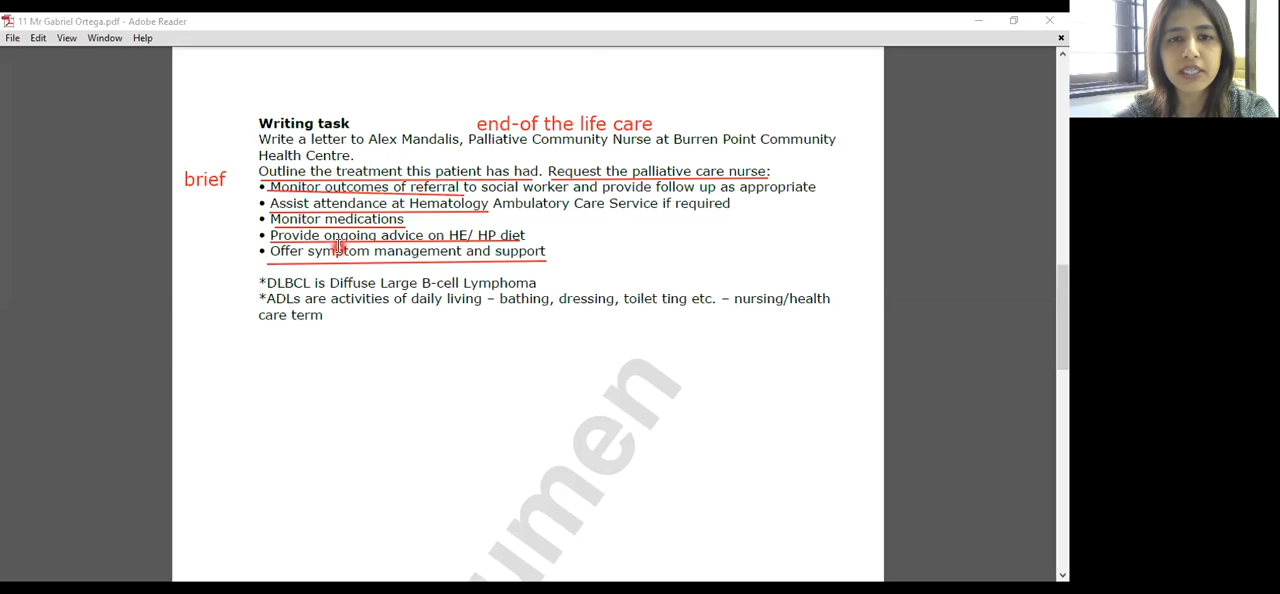 11 Mr Gabriel Ortega.pdf - Adobe Reader
File Edit View Window Help
Writing task
end-of the life care
Write a letter to Alex Mandalis, Palliative Community Nurse at Burren Point Community
Health Centre.
Outline the treatment this patient has had. Request the palliative care nurse:
brief
• Monitor outcomes of referral to social worker and provide follow up as appropriate
• Assist attendance at Hematology Ambulatory Care Service if required
• Monitor medications
• Provide ongoing advice on HE/ HP diet
• Offer symptom management and support
*DLBCL is Diffuse Large B-cell Lymphoma
*ADLs are activities of daily living – bathing, dressing, toilet ting etc. – nursing/health
care term
umen